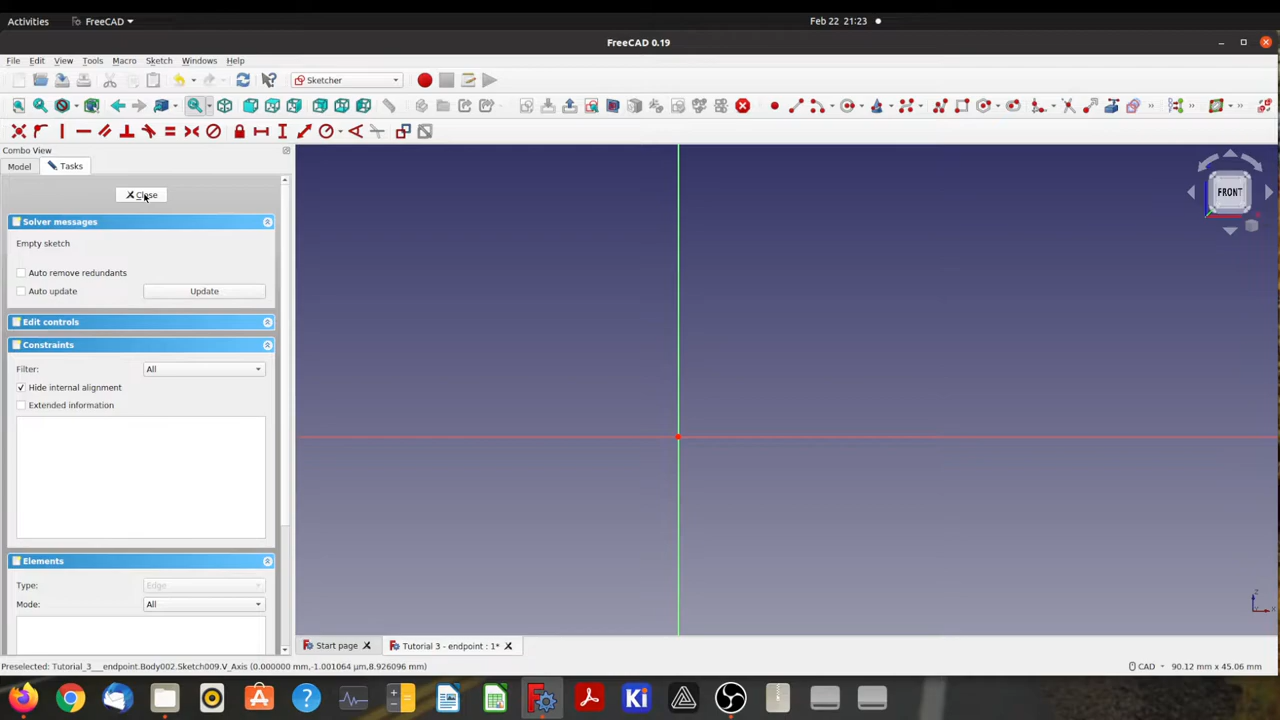 Activities
FreeCAD
Feb 22 21:23
FreeCAD 0.19
File Edit View Tools Macro Sketch Windows Help
Sketcher
Combo View
Model
Tasks
Close
Solver messages
Empty sketch
Auto remove redundants
Auto update
Update
Edit controls
Constraints
Filter:
All
Hide internal alignment
Extended information
Elements
Type:
Edge
Mode:
All
FRONT
Z
X
Start page
Tutorial 3 - endpoint : 1*
Preselected: Tutorial_3___endpoint.Body002.Sketch009.V_Axis (0.000000 mm,-1.001064 μm,8.926096 mm)
CAD
90.12 mm x 45.06 mm
Ki